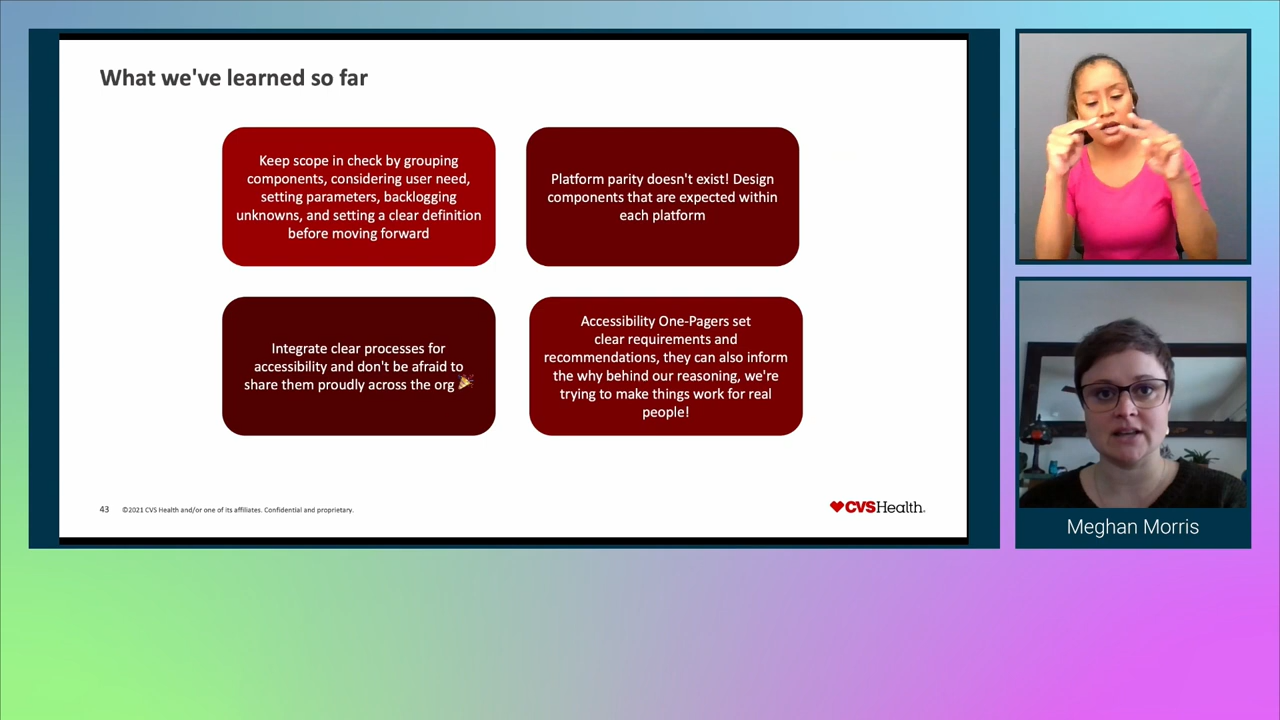 What we've learned so far
Keep scope in check by grouping
components, considering user need,
setting parameters, backlogging
unknowns, and setting a clear definition
before moving forward
Platform parity doesn't exist! Design
components that are expected within
each platform
Integrate clear processes for
accessibility and don't be afraid to
share them proudly across the org 🎉
Accessibility One-Pagers set
clear requirements and
recommendations, they can also inform
the why behind our reasoning, we're
trying to make things work for real
people!
43 ©2021 CVS Health and/or one of its affiliates. Confidential and proprietary.
CVSHealth.
Meghan Morris